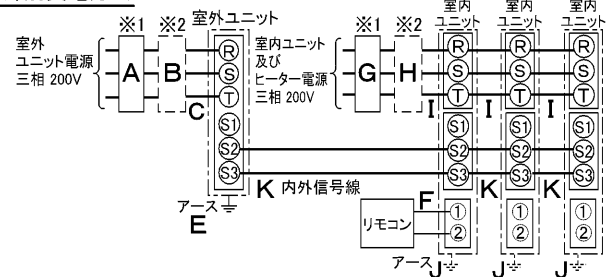 ※1 ※2 室外ユニット
室外
ユニット電源
三相 200V
A B C
R
S
T
S1
S2
S3
アース
E
K 内外信号線
※1 ※2
室内ユニット
及び
ヒーター電源
三相 200V
G H
室内
ユニット
室内
ユニット
室内
ユニット
R R R
S S S
T T T
I I I
S1 S1 S1
S2 S2 S2
S3 S3 S3
K K
F
リモコン
① ① ①
② ② ②
アース J J J